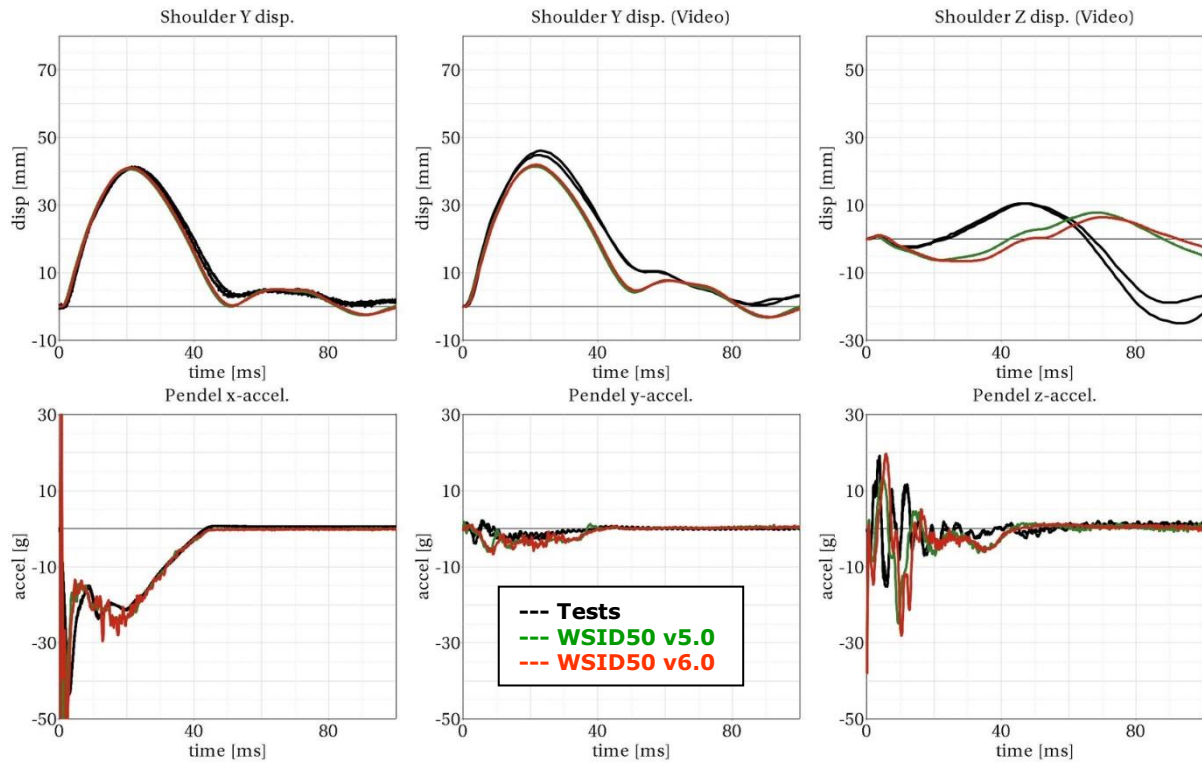 Shoulder Y disp.
Shoulder Y disp. (Video)
Shoulder Z disp. (Video)
70
50
30
10
-10
disp [mm]
0
40
80
time [ms]
70
50
30
10
-10
disp [mm]
0
40
80
time [ms]
50
30
10
-10
-30
disp [mm]
0
40
80
time [ms]
Pendel x-accel.
Pendel y-accel.
Pendel z-accel.
30
10
-10
-30
-50
accel [g]
0
40
80
time [ms]
30
10
-10
-30
-50
accel [g]
0
40
80
time [ms]
30
10
-10
-30
-50
accel [g]
0
40
80
time [ms]
--- Tests
--- WSID50 v5.0
--- WSID50 v6.0